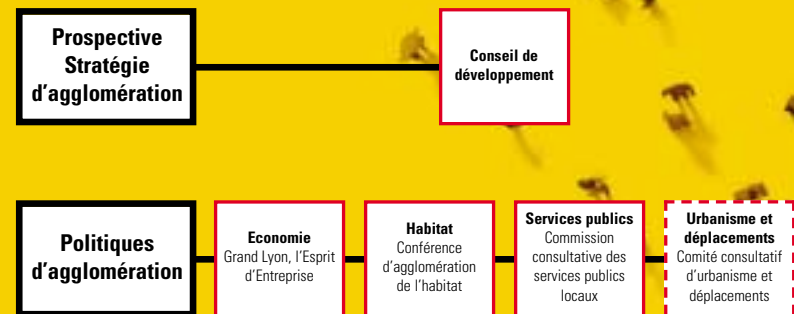 Prospective
Stratégie
d’agglomération
Conseil de
développement
Politiques
d’agglomération
Economie
Grand Lyon, l’Esprit
d’Entreprise
Habitat
Conférence
d’agglomération
de l’habitat
Services publics
Commission
consultative des
services publics
locaux
Urbanisme et
déplacements
Comité consultatif
d’urbanisme et
déplacements